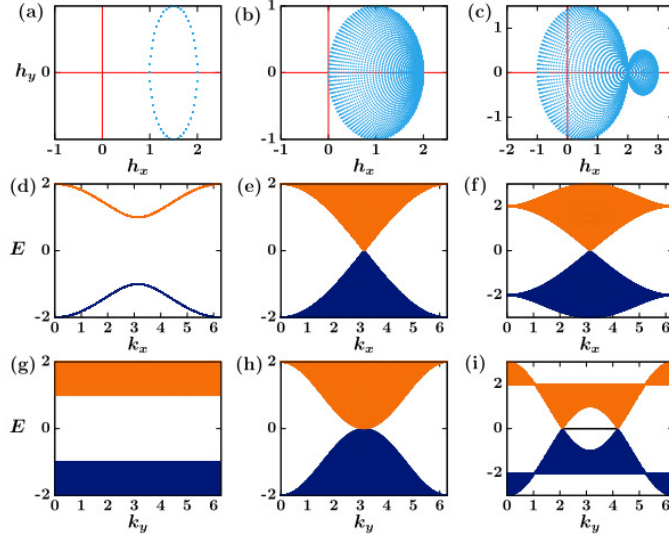 (a) (b) (c)
1 1
1
h_y 0 0 0
-1
-1 -1
-1 0 1 2 -1 0 1 2 -2 -1 0 1 2 3
h_x h_x h_x
(d) (e) (f)
2 2
2
E 0 0 0
-2
-2 -2
0 1 2 3 4 5 6 0 1 2 3 4 5 6 0 1 2 3 4 5 6
k_x k_x k_x
(g) (h) (i)
2 2
2
E 0 0 0
-2
-2 -2
0 1 2 3 4 5 6 0 1 2 3 4 5 6 0 1 2 3 4 5 6
k_y k_y k_y